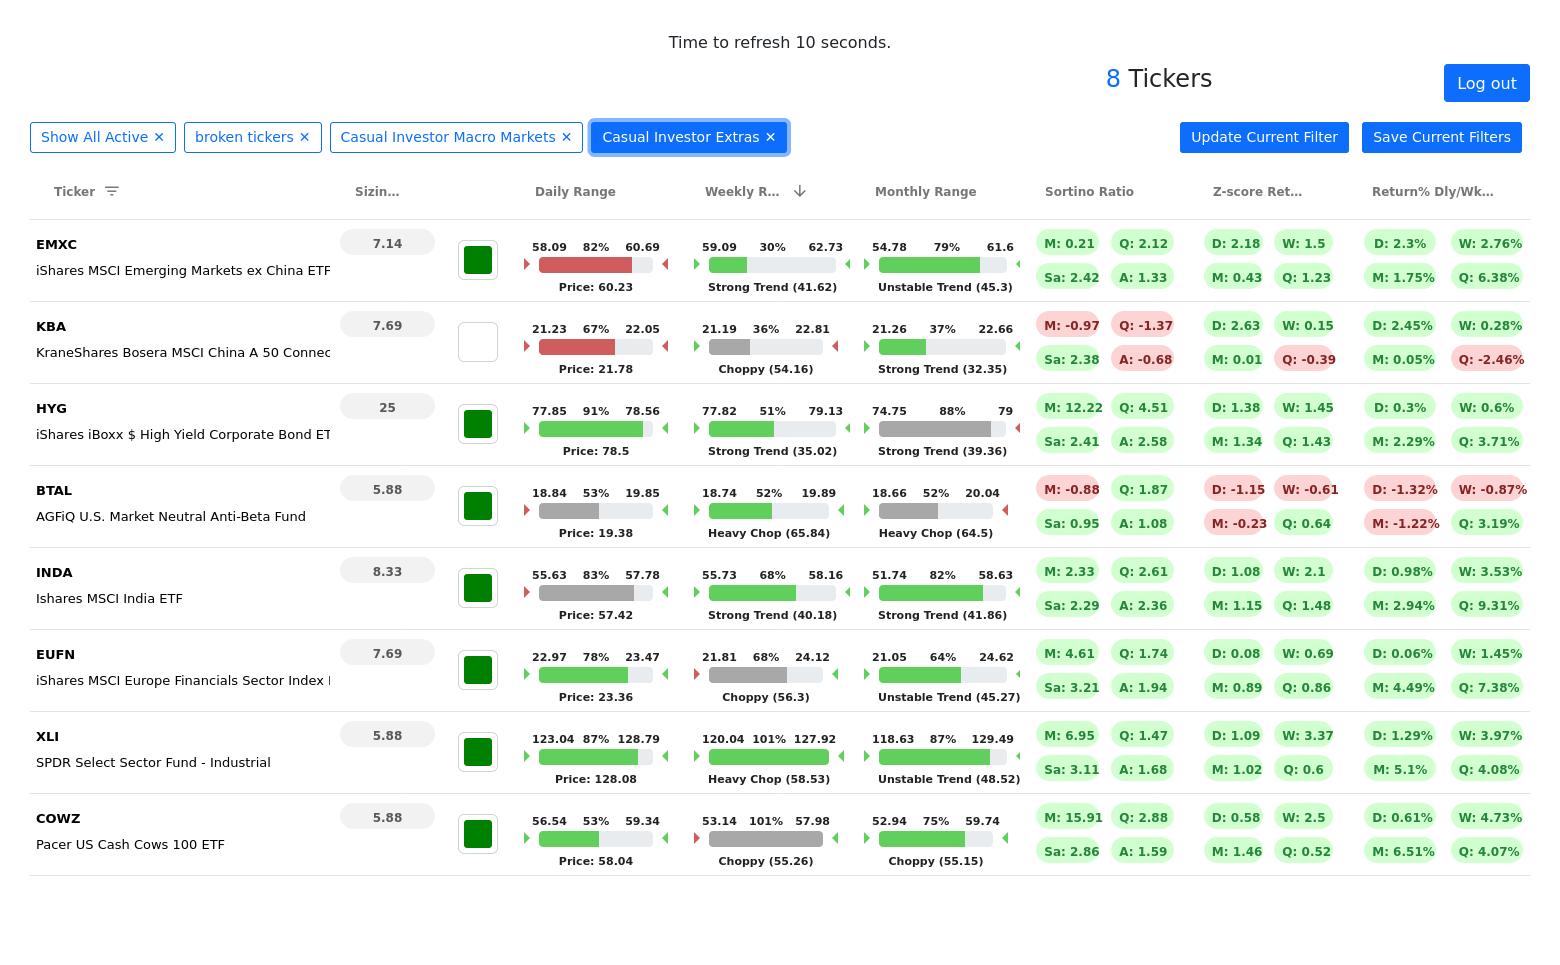 Time to refresh 10 seconds.
8 Tickers
Log out
Show All Active ✕ broken tickers ✕ Casual Investor Macro Markets ✕ Casual Investor Extras ✕ Update Current Filter Save Current Filters
Ticker Sizin... Daily Range Weekly R... Monthly Range Sortino Ratio Z-score Ret... Return% Dly/Wk...
EMXC 7.14 58.09 82% 60.69 59.09 30% 62.73 54.78 79% 61.6 M: 0.21 Q: 2.12 D: 2.18 W: 1.5 D: 2.3% W: 2.76%
iShares MSCI Emerging Markets ex China ETF Sa: 2.42 A: 1.33 M: 0.43 Q: 1.23 M: 1.75% Q: 6.38%
Price: 60.23 Strong Trend (41.62) Unstable Trend (45.3)
KBA 7.69 21.23 67% 22.05 21.19 36% 22.81 21.26 37% 22.66 M: -0.97 Q: -1.37 D: 2.63 W: 0.15 D: 2.45% W: 0.28%
KraneShares Bosera MSCI China A 50 Connec Sa: 2.38 A: -0.68 M: 0.01 Q: -0.39 M: 0.05% Q: -2.46%
Price: 21.78 Choppy (54.16) Strong Trend (32.35)
HYG 25 77.85 91% 78.56 77.82 51% 79.13 74.75 88% 79 M: 12.22 Q: 4.51 D: 1.38 W: 1.45 D: 0.3% W: 0.6%
iShares iBoxx $ High Yield Corporate Bond ET Sa: 2.41 A: 2.58 M: 1.34 Q: 1.43 M: 2.29% Q: 3.71%
Price: 78.5 Strong Trend (35.02) Strong Trend (39.36)
BTAL 5.88 18.84 53% 19.85 18.74 52% 19.89 18.66 52% 20.04 M: -0.88 Q: 1.87 D: -1.15 W: -0.61 D: -1.32% W: -0.87%
AGFiQ U.S. Market Neutral Anti-Beta Fund Sa: 0.95 A: 1.08 M: -0.23 Q: 0.64 M: -1.22% Q: 3.19%
Price: 19.38 Heavy Chop (65.84) Heavy Chop (64.5)
INDA 8.33 55.63 83% 57.78 55.73 68% 58.16 51.74 82% 58.63 M: 2.33 Q: 2.61 D: 1.08 W: 2.1 D: 0.98% W: 3.53%
Ishares MSCI India ETF Sa: 2.29 A: 2.36 M: 1.15 Q: 1.48 M: 2.94% Q: 9.31%
Price: 57.42 Strong Trend (40.18) Strong Trend (41.86)
EUFN 7.69 22.97 78% 23.47 21.81 68% 24.12 21.05 64% 24.62 M: 4.61 Q: 1.74 D: 0.08 W: 0.69 D: 0.06% W: 1.45%
iShares MSCI Europe Financials Sector Index Sa: 3.21 A: 1.94 M: 0.89 Q: 0.86 M: 4.49% Q: 7.38%
Price: 23.36 Choppy (56.3) Unstable Trend (45.27)
XLI 5.88 123.04 87% 128.79 120.04 101% 127.92 118.63 87% 129.49 M: 6.95 Q: 1.47 D: 1.09 W: 3.37 D: 1.29% W: 3.97%
SPDR Select Sector Fund - Industrial Sa: 3.11 A: 1.68 M: 1.02 Q: 0.6 M: 5.1% Q: 4.08%
Price: 128.08 Heavy Chop (58.53) Unstable Trend (48.52)
COWZ 5.88 56.54 53% 59.34 53.14 101% 57.98 52.94 75% 59.74 M: 15.91 Q: 2.88 D: 0.58 W: 2.5 D: 0.61% W: 4.73%
Pacer US Cash Cows 100 ETF Sa: 2.86 A: 1.59 M: 1.46 Q: 0.52 M: 6.51% Q: 4.07%
Price: 58.04 Choppy (55.26) Choppy (55.15)